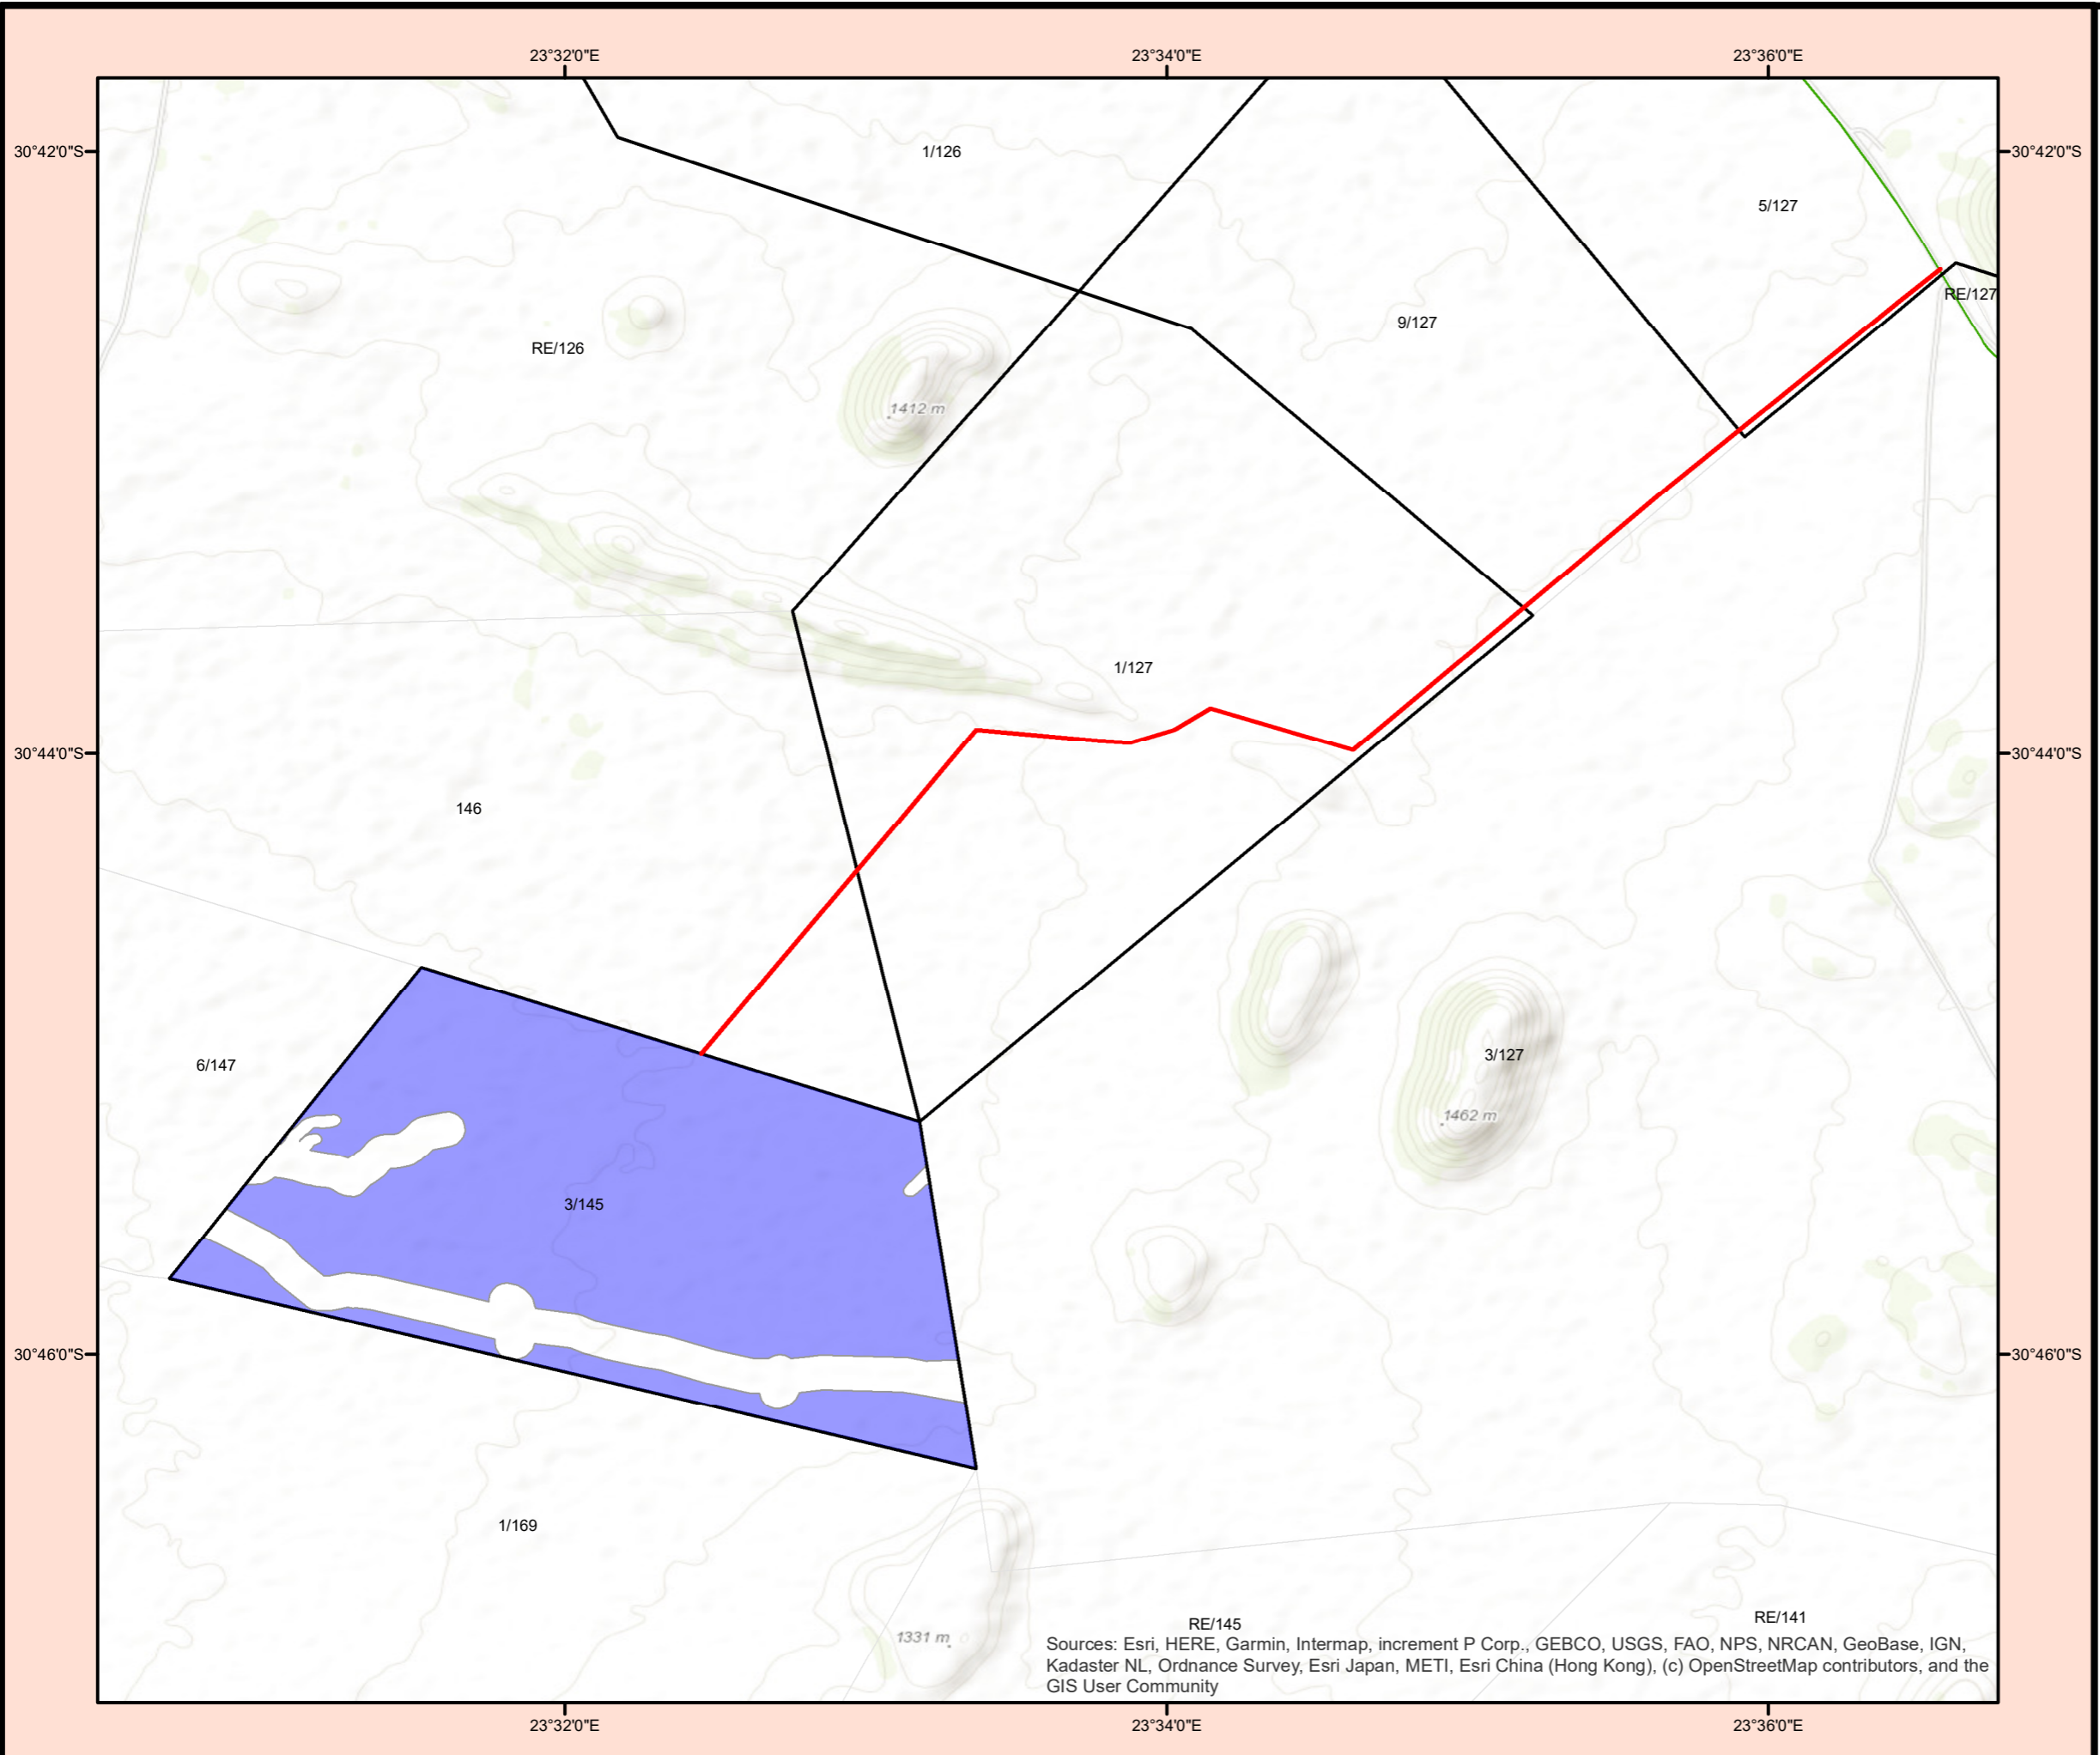 23°32'0"E
23°34'0"E
23°36'0"E
30°42'0"S
1/126
30°42'0"S
5/127
RE/127
9/127
RE/126
1412 m
1/127
30°44'0"S
30°44'0"S
146
3/127
6/147
1462 m
3/145
30°46'0"S
30°46'0"S
1/169
RE/141
RE/145
1331 m
Sources: Esri, HERE, Garmin, Intermap, increment P Corp., GEBCO, USGS, FAO, NPS, NRCAN, GeoBase, IGN,
Kadaster NL, Ordnance Survey, Esri Japan, METI, Esri China (Hong Kong), (c) OpenStreetMap contributors, and the
GIS User Community
23°32'0"E
23°34'0"E
23°36'0"E